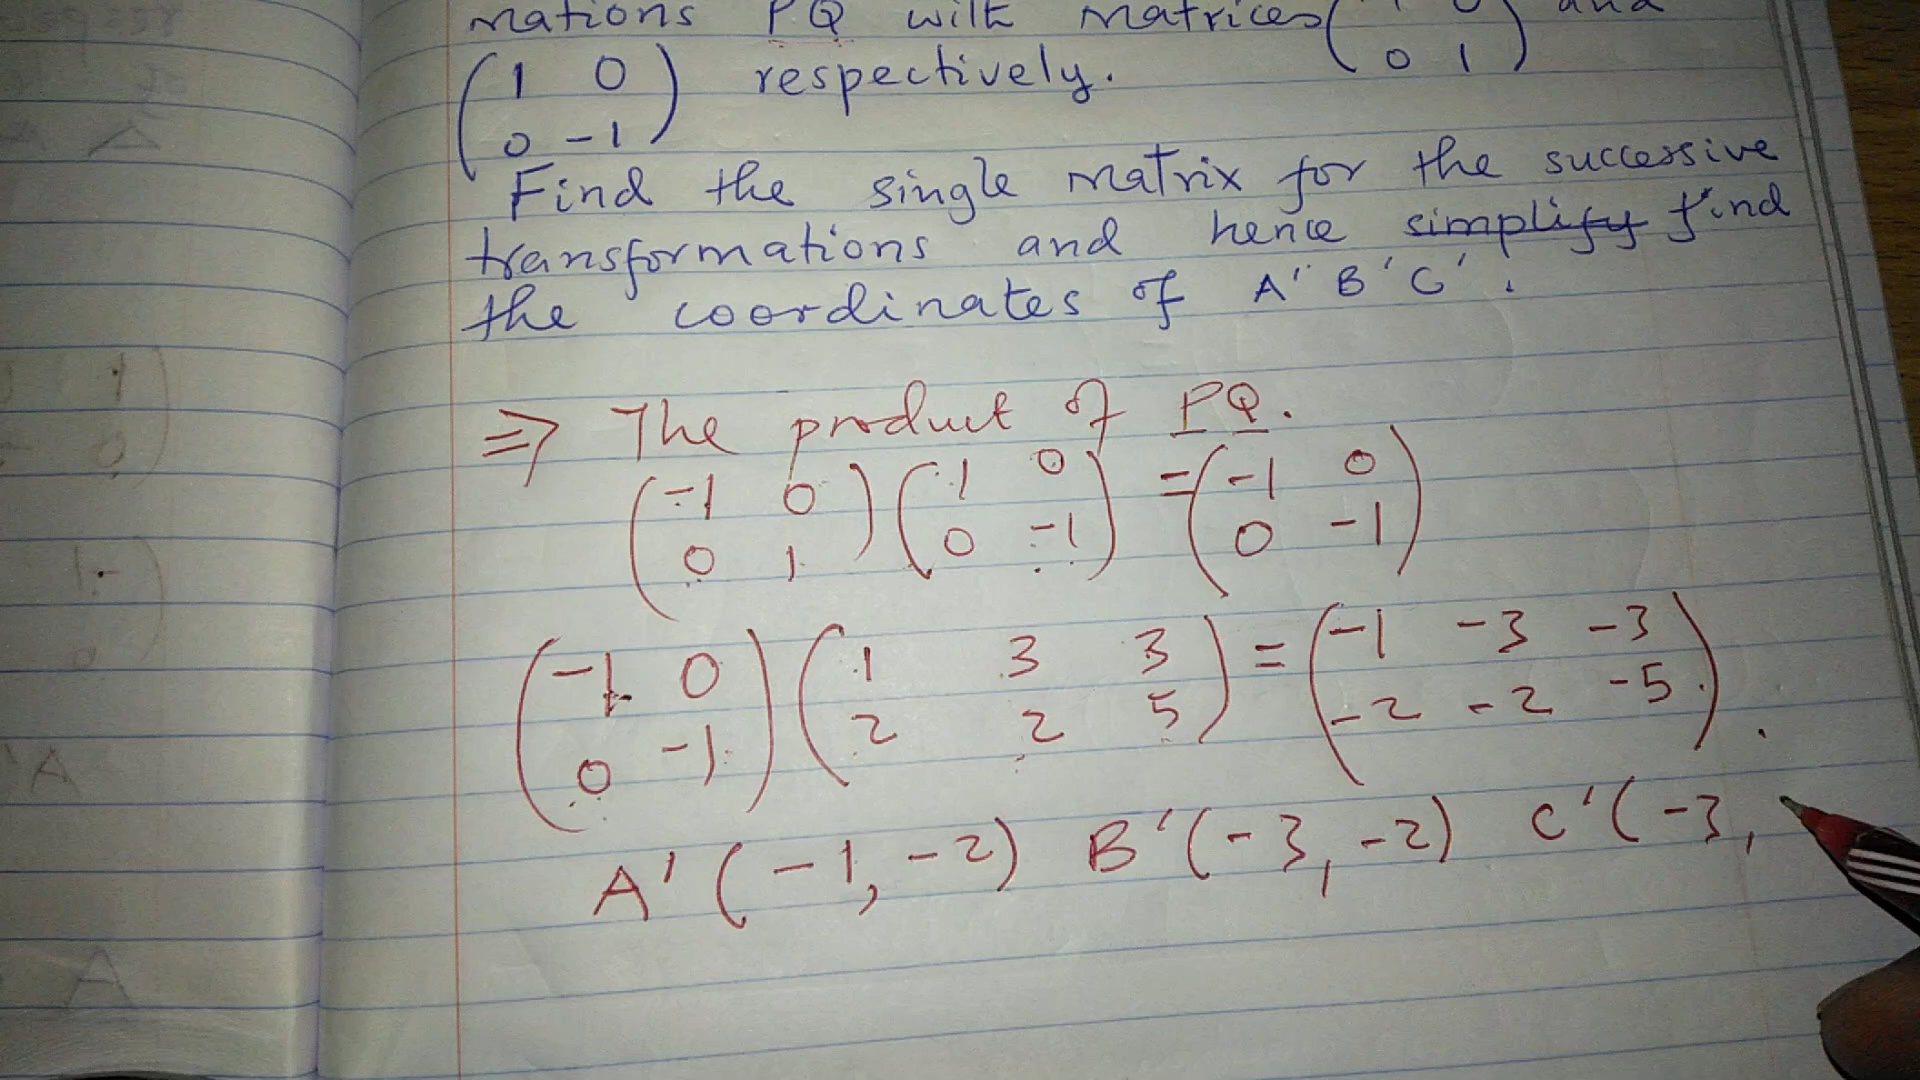 mations PQ with matrices ( 0
0 1 ) and
( 1 0
0 -1 ) respectively.
Find the single matrix for the successive
transformations and hence simplify find
the coordinates of A' B' C'.
⇒ The product of PQ.
( -1 0
0 1 ) ( 1 0
0 -1 ) = ( -1 0
0 -1 )
( -1 0
0 -1 ) ( 1 3 3
2 2 5 ) = ( -1 -3 -3
-2 -2 -5 ).
A' (-1, -2) B' (-3, -2) C' (-3,